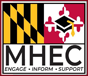 MHEC
ENGAGE • INFORM • SUPPORT